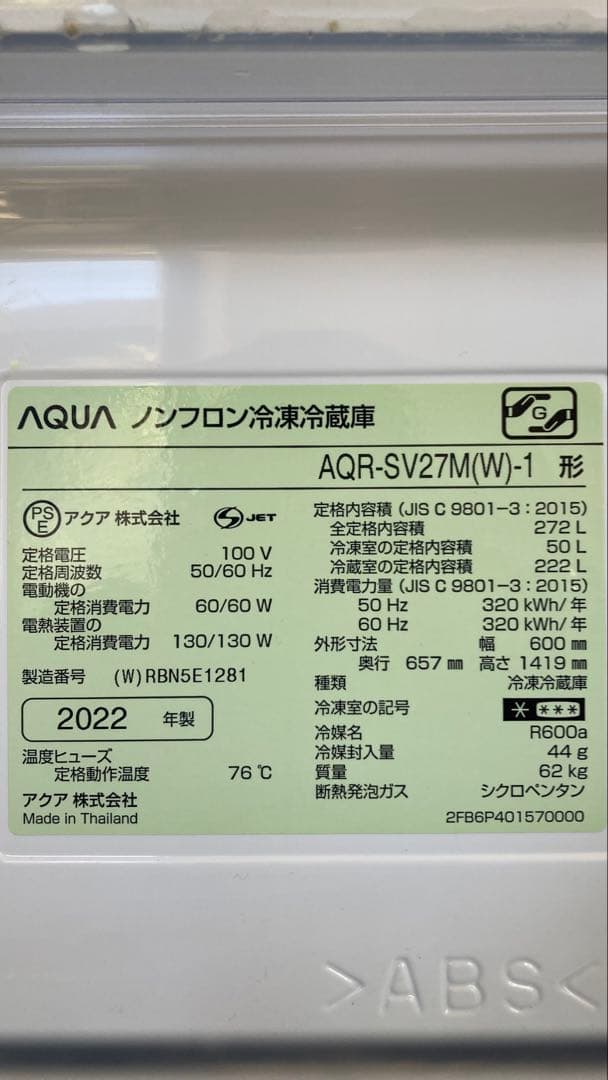 AQUA ノンフロン冷凍冷蔵庫
G
AQR-SV27M(W)-1 形
PS
E
アクア 株式会社
S JET
定格電圧 100 V
定格周波数 50/60 Hz
電動機の
定格消費電力 60/60 W
電熱装置の
定格消費電力 130/130 W
製造番号 (W) RBN5E1281
2022 年製
温度ヒューズ
定格動作温度 76 ℃
アクア 株式会社
Made in Thailand
定格内容積 (JIS C 9801-3 : 2015)
全定格内容積 272 L
冷凍室の定格内容積 50 L
冷蔵室の定格内容積 222 L
消費電力量 (JIS C 9801-3 : 2015)
50 Hz 320 kWh/年
60 Hz 320 kWh/年
外形寸法 幅 600 ㎜
奥行 657 ㎜ 高さ 1419 ㎜
種類 冷凍冷蔵庫
冷凍室の記号 * ***
冷媒名 R600a
冷媒封入量 44 g
質量 62 kg
断熱発泡ガス シクロペンタン
2FB6P401570000
>ABS<